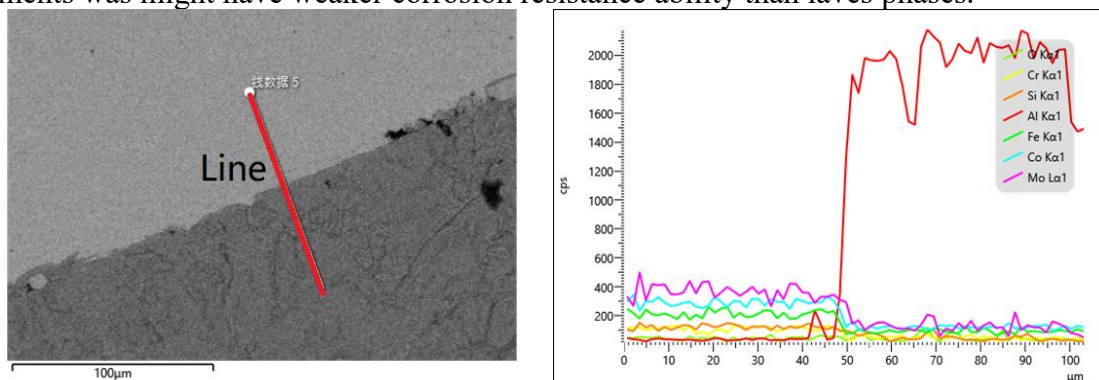 ments was might have weaker corrosion resistance ability than laves phases.
线数据 5
Line
100μm
cps
2000
1800
1600
1400
1200
1000
800
600
400
200
0 10 20 30 40 50 60 70 80 90 100
μm
O Kα1
Cr Kα1
Si Kα1
Al Kα1
Fe Kα1
Co Kα1
Mo Lα1